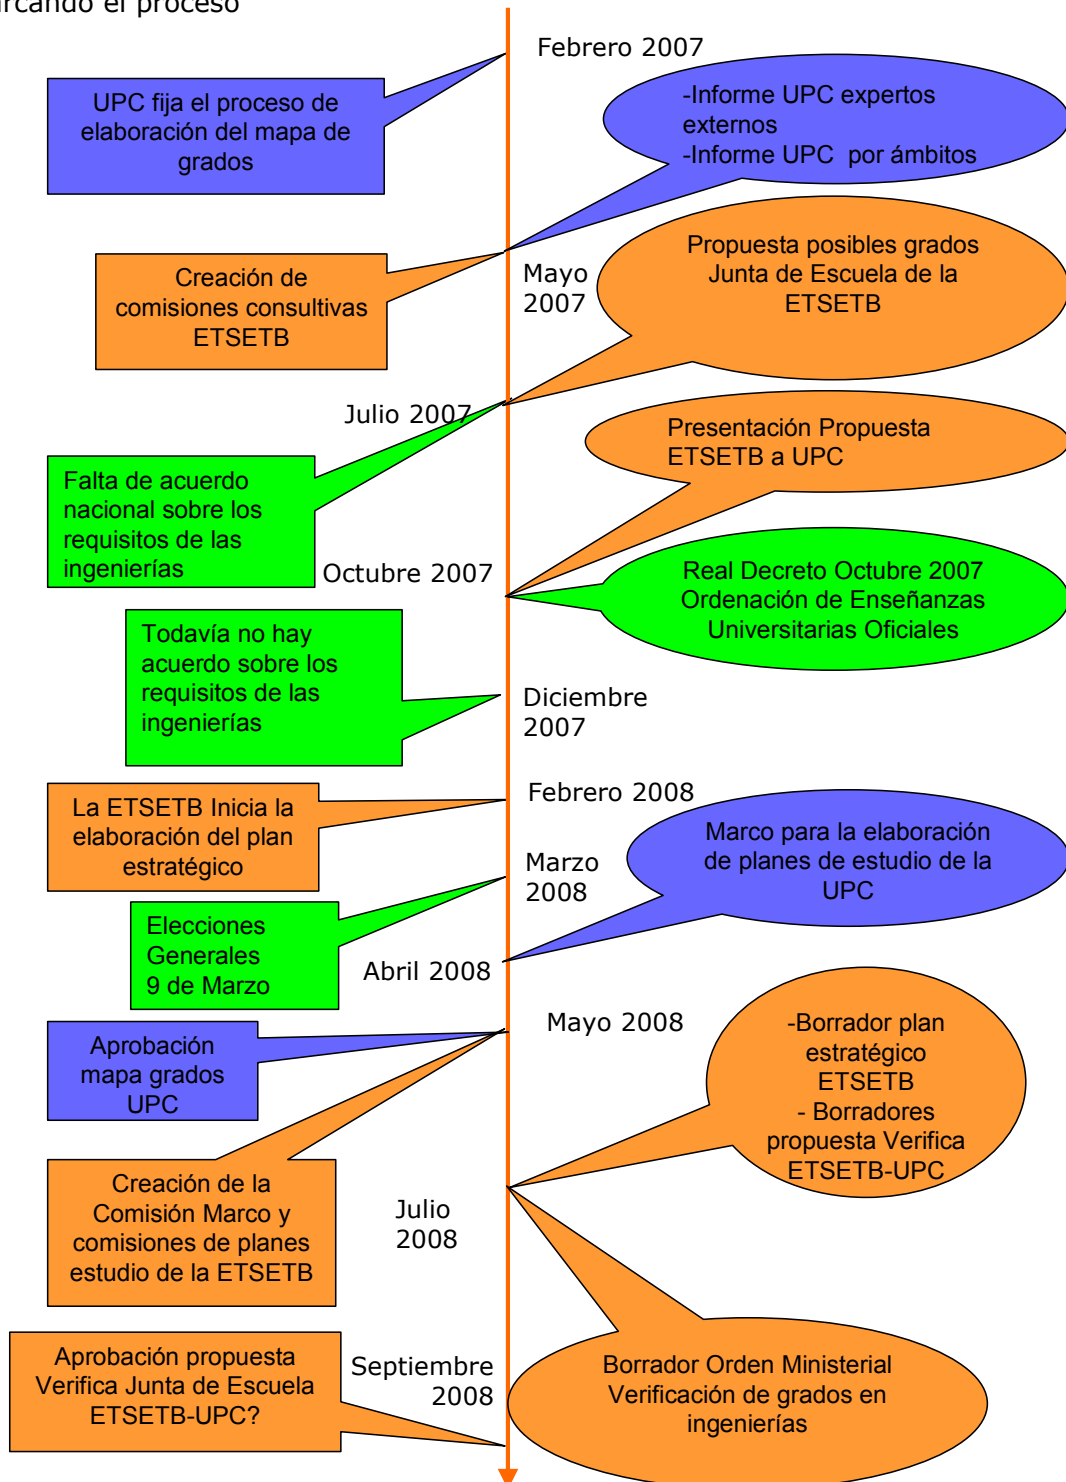 Febrero 2007
UPC fija el proceso de
elaboración del mapa de
grados
-Informe UPC expertos
externos
-Informe UPC por ámbitos
Creación de
comisiones consultivas
ETSETB
Mayo
2007
Propuesta posibles grados
Junta de Escuela de la
ETSETB
Julio 2007
Presentación Propuesta
ETSETB a UPC
Falta de acuerdo
nacional sobre los
requisitos de las
ingenierías
Octubre 2007
Real Decreto Octubre 2007
Ordenación de Enseñanzas
Universitarias Oficiales
Todavía no hay
acuerdo sobre los
requisitos de las
ingenierías
Diciembre
2007
La ETSETB Inicia la
elaboración del plan
estratégico
Febrero 2008
Marco para la elaboración
de planes de estudio de la
UPC
Marzo
2008
Elecciones
Generales
9 de Marzo
Abril 2008
Mayo 2008
Aprobación
mapa grados
UPC
-Borrador plan
estratégico
ETSETB
- Borradores
propuesta Verifica
ETSETB-UPC
Creación de la
Comisión Marco y
comisiones de planes
estudio de la ETSETB
Julio
2008
Aprobación propuesta
Verifica Junta de Escuela
ETSETB-UPC?
Septiembre
2008
Borrador Orden Ministerial
Verificación de grados en
ingenierías